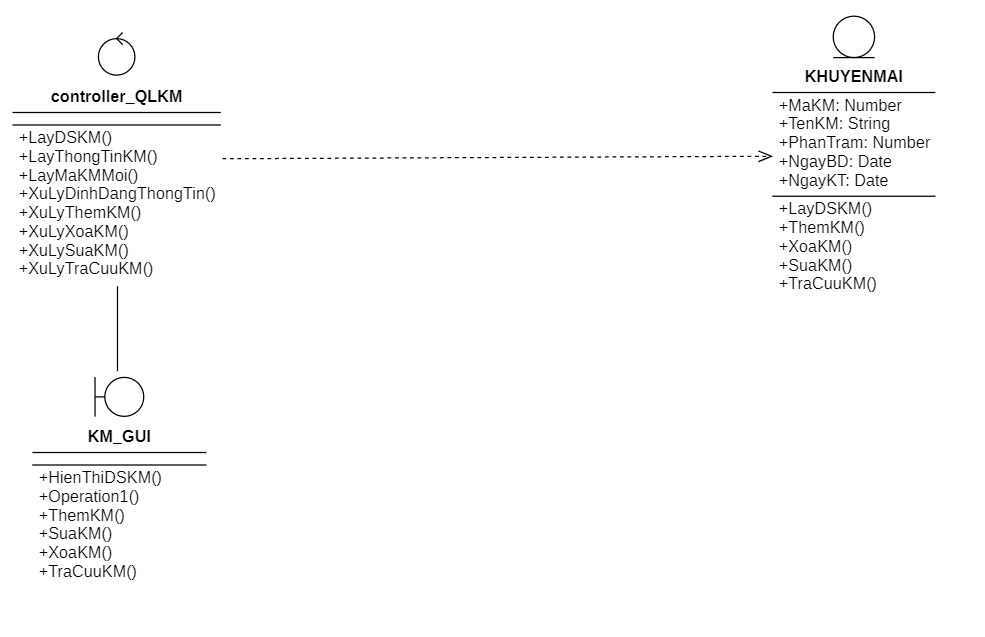 controller_QLKM
+LayDSKM()
+LayThongTinKM()
+LayMaKMMoi()
+XuLyDinhDangThongTin()
+XuLyThemKM()
+XuLyXoaKM()
+XuLySuaKM()
+XuLyTraCuuKM()
KHUYENMAI
+MaKM: Number
+TenKM: String
+PhanTram: Number
+NgayBD: Date
+NgayKT: Date
+LayDSKM()
+ThemKM()
+XoaKM()
+SuaKM()
+TraCuuKM()
KM_GUI
+HienThiDSKM()
+Operation1()
+ThemKM()
+SuaKM()
+XoaKM()
+TraCuuKM()